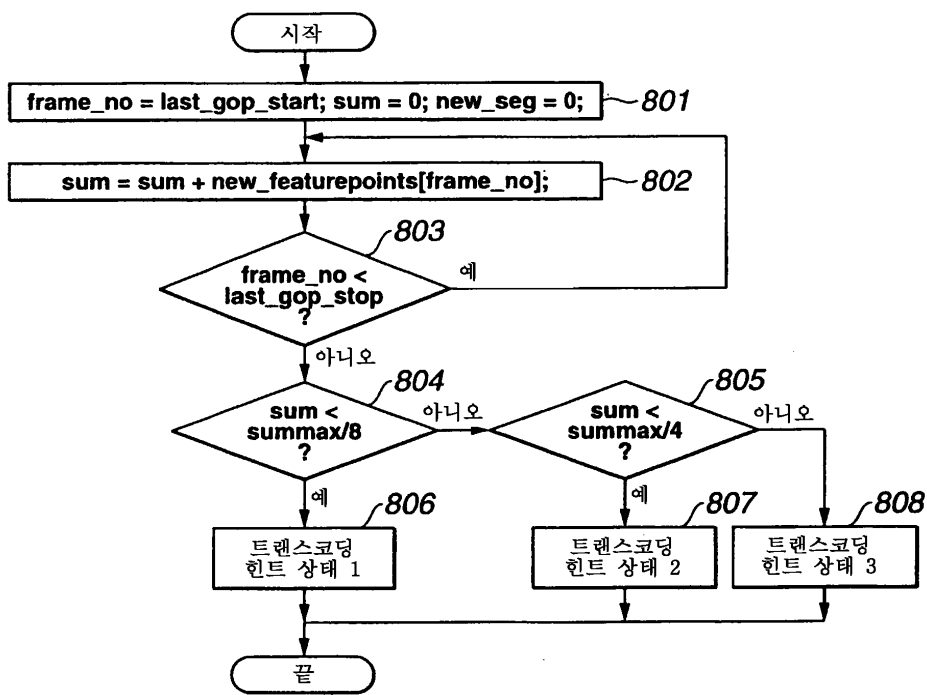 시작
frame_no = last_gop_start; sum = 0; new_seg = 0;
801
sum = sum + new_featurepoints[frame_no];
802
803
frame_no <
last_gop_stop
?
예
아니오
804
sum <
summax/8
?
아니오
805
sum <
summax/4
?
아니오
예
예
806
트랜스코딩
힌트 상태 1
807
트랜스코딩
힌트 상태 2
808
트랜스코딩
힌트 상태 3
끝